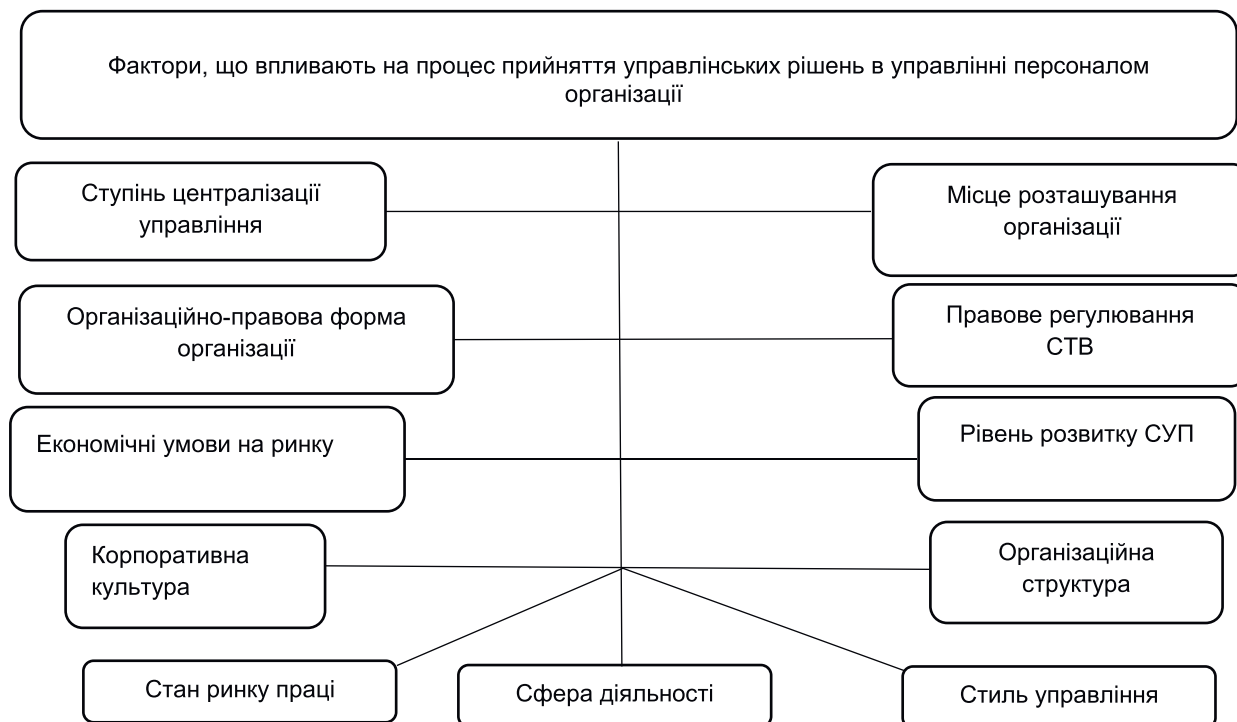 Фактори, що впливають на процес прийняття управлінських рішень в управлінні персоналом
організації
Ступінь централізації
управління
Місце розташування
організації
Організаційно-правова форма
організації
Правове регулювання
СТВ
Економічні умови на ринку
Рівень розвитку СУП
Корпоративна
культура
Організаційна
структура
Стан ринку праці
Сфера діяльності
Стиль управління